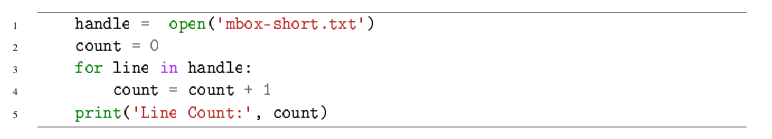 1 handle = open('mbox-short.txt')
2 count = 0
3 for line in handle:
4     count = count + 1
5 print('Line Count:', count)